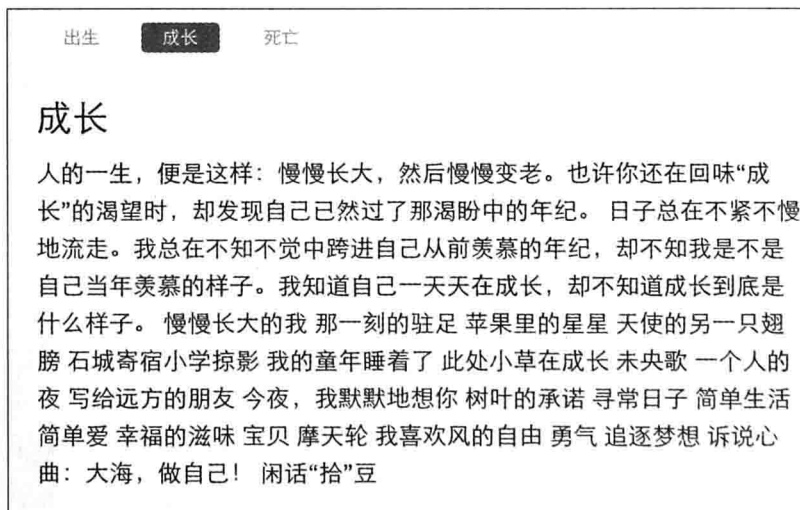 出生 成长 死亡
成长
人的一生，便是这样：慢慢长大，然后慢慢变老。也许你还在回味“成
长”的渴望时，却发现自己已然过了那渴盼中的年纪。 日子总在不紧不慢
地流走。我总在不知不觉中跨进自己从前羡慕的年纪，却不知我是不是
自己当年羡慕的样子。我知道自己一天天在成长，却不知道成长到底是
什么样子。 慢慢长大的我 那一刻的驻足 苹果里的星星 天使的另一只翅
膀 石城寄宿小学掠影 我的童年睡着了 此处小草在成长 未央歌 一个人的
夜 写给远方的朋友 今夜，我默默地想你 树叶的承诺 寻常日子 简单生活
简单爱 幸福的滋味 宝贝 摩天轮 我喜欢风的自由 勇气 追逐梦想 诉说心
曲：大海，做自己！ 闲话“拾”豆